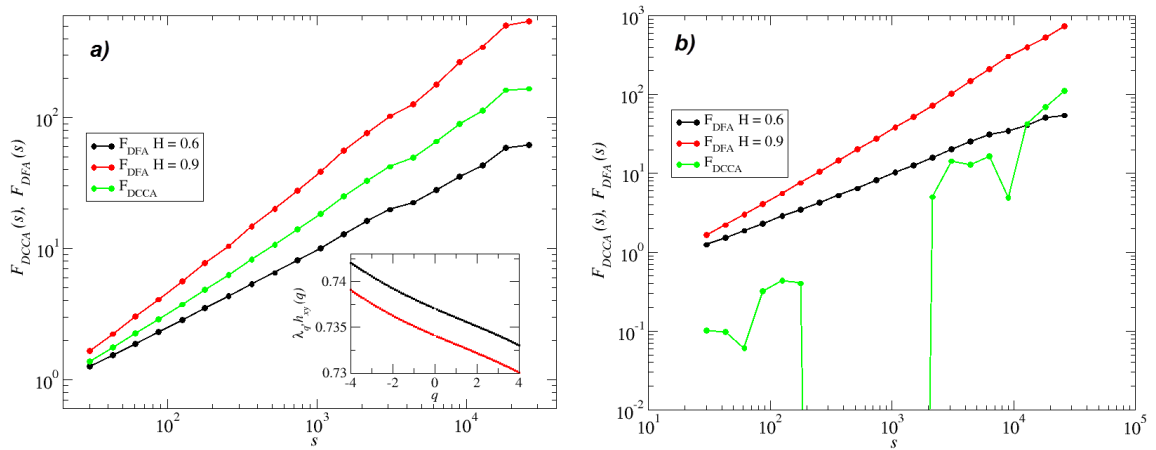 a)
F_DCCA(s), F_DFA(s)
10^2
10^1
10^0
F_DFA H = 0.6
F_DFA H = 0.9
F_DCCA
λ_q, h_xy(q)
0.74
0.735
0.73
-4 -2 0 2 4
q
10^2 10^3 10^4
s
b)
F_DCCA(s), F_DFA(s)
10^3
10^2
10^1
10^0
10^-1
10^-2
F_DFA H = 0.6
F_DFA H = 0.9
F_DCCA
10^1 10^2 10^3 10^4 10^5
s